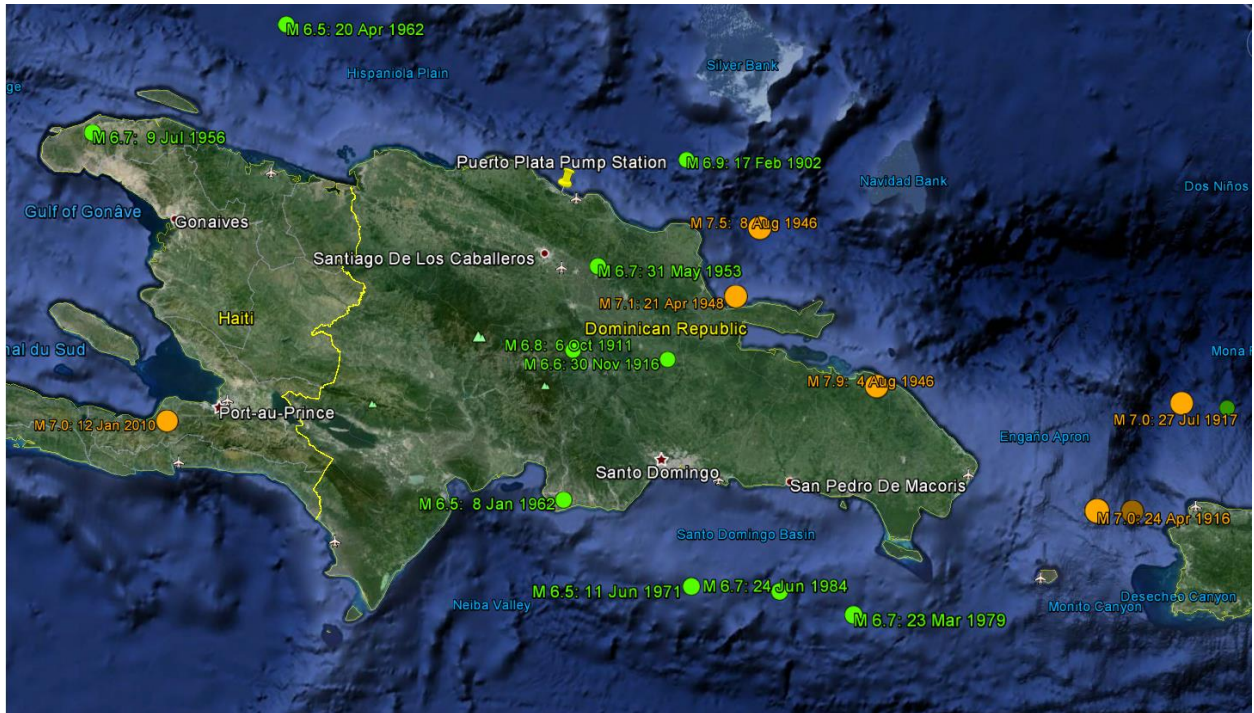 M 6.5: 20 Apr 1962
Silver Bank
Hispaniola Plain
ge
M 6.7: 9 Jul 1956
Puerto Plata Pump Station
M 6.9: 17 Feb 1902
Navidad Bank
Dos Niños
Gulf of Gonâve
Gonaives
M 7.5: 8 Aug 1946
Santiago De Los Caballeros
M 6.7: 31 May 1953
M 7.1: 21 Apr 1948
Haiti
Dominican Republic
nal du Sud
M 6.8: 6 Oct 1911
Mona
M 6.6: 30 Nov 1916
M 7.9: 4 Aug 1946
Port-au-Prince
M 7.0: 12 Jan 2010
M 7.0: 27 Jul 1917
Engaño Apron
Santo Domingo
San Pedro De Macoris
M 6.5: 8 Jan 1962
M 7.0: 24 Apr 1916
Santo Domingo Basin
M 6.5: 11 Jun 1971
M 6.7: 24 Jun 1984
Neiba Valley
Desecheo Canyon
Monito Canyon
M 6.7: 23 Mar 1979